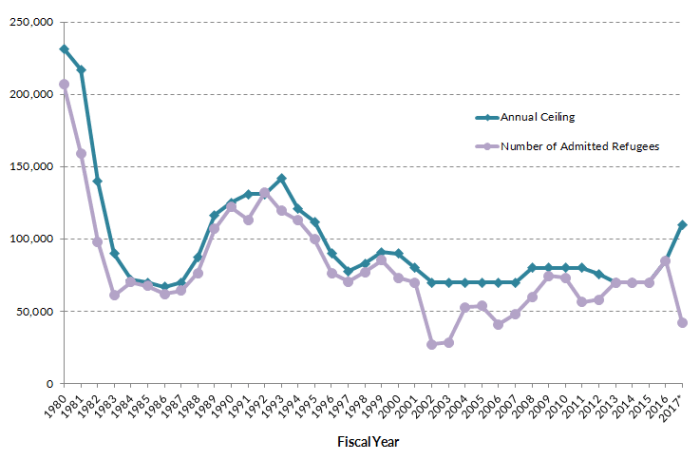 250,000
200,000
150,000
100,000
50,000
0
Annual Ceiling
Number of Admitted Refugees
1980 1981 1982 1983 1984 1985 1986 1987 1988 1989 1990 1991 1992 1993 1994 1995 1996 1997 1998 1999 2000 2001 2002 2003 2004 2005 2006 2007 2008 2009 2010 2011 2012 2013 2014 2015 2016 2017*
Fiscal Year